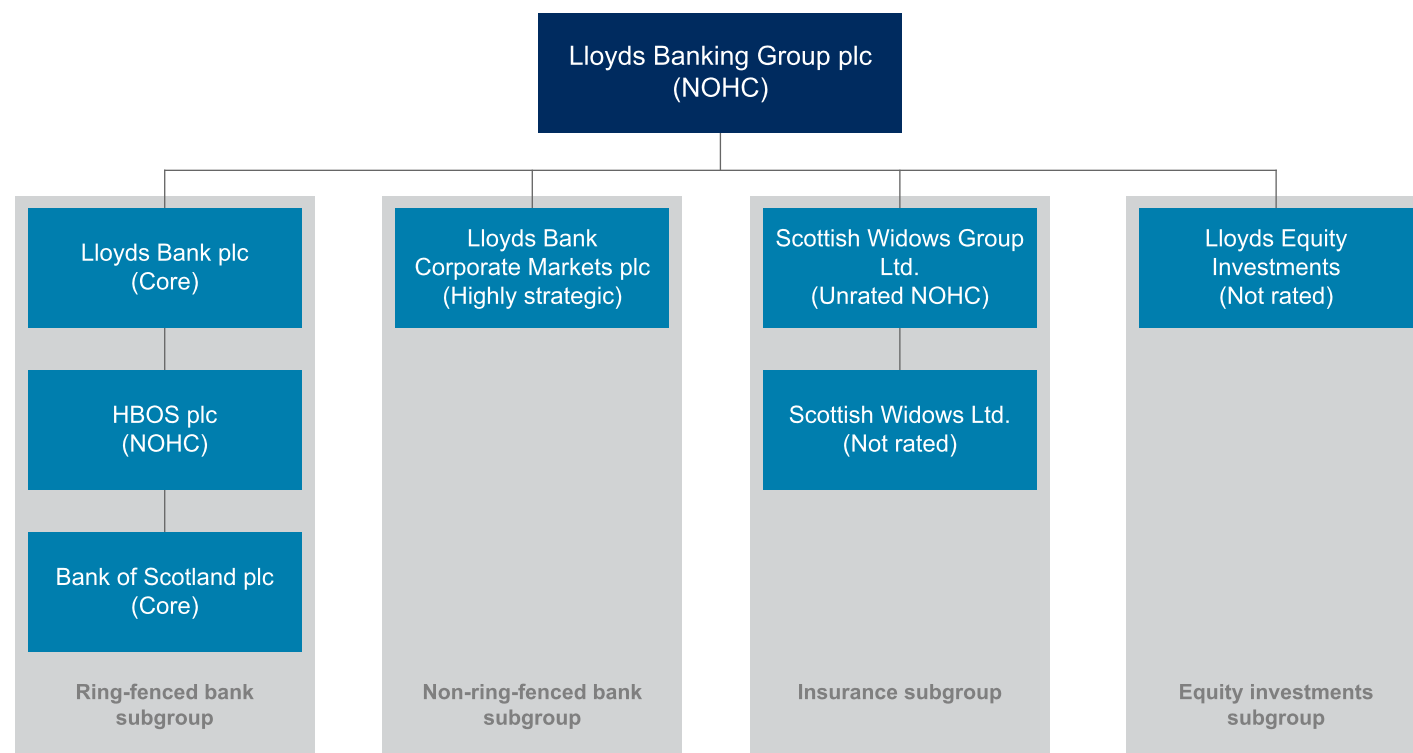 Lloyds Banking Group plc
(NOHC)
Lloyds Bank plc
(Core)
HBOS plc
(NOHC)
Bank of Scotland plc
(Core)
Ring-fenced bank
subgroup
Lloyds Bank
Corporate Markets plc
(Highly strategic)
Non-ring-fenced bank
subgroup
Scottish Widows Group
Ltd.
(Unrated NOHC)
Scottish Widows Ltd.
(Not rated)
Insurance subgroup
Lloyds Equity
Investments
(Not rated)
Equity investments
subgroup